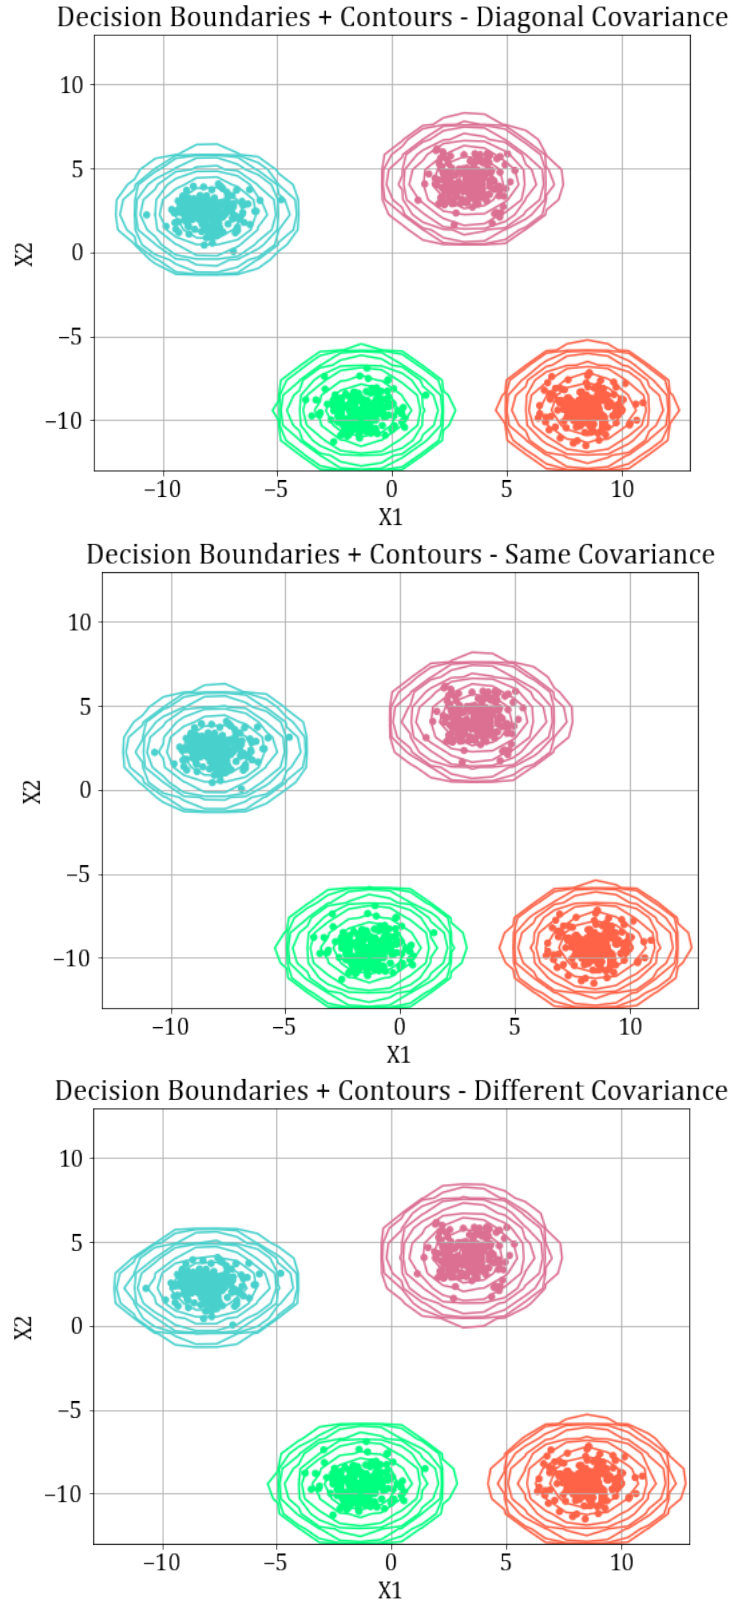 Decision Boundaries + Contours - Diagonal Covariance
10
5
0
−5
−10
X2
−10 −5 0 5 10
X1
Decision Boundaries + Contours - Same Covariance
10
5
0
−5
−10
X2
−10 −5 0 5 10
X1
Decision Boundaries + Contours - Different Covariance
10
5
0
−5
−10
X2
−10 −5 0 5 10
X1